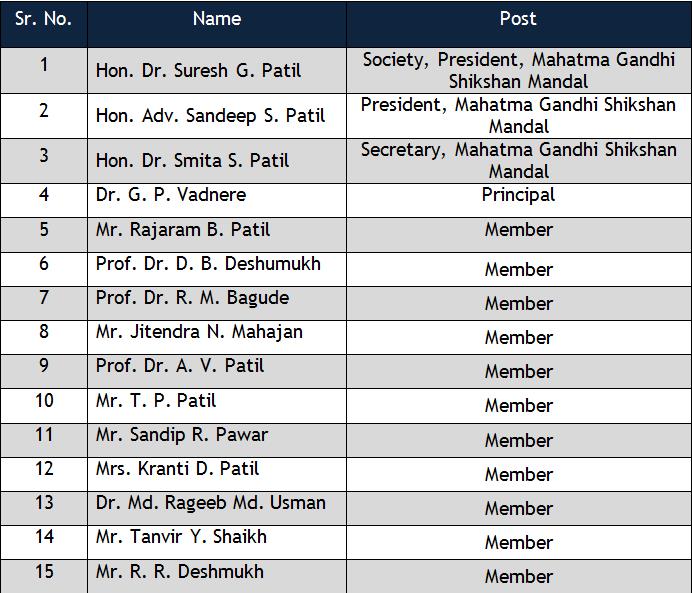 Sr. No. Name Post
1 Hon. Dr. Suresh G. Patil Society, President, Mahatma Gandhi
Shikshan Mandal
2 Hon. Adv. Sandeep S. Patil President, Mahatma Gandhi Shikshan
Mandal
3 Hon. Dr. Smita S. Patil Secretary, Mahatma Gandhi Shikshan
Mandal
4 Dr. G. P. Vadnere Principal
5 Mr. Rajaram B. Patil Member
6 Prof. Dr. D. B. Deshumukh Member
7 Prof. Dr. R. M. Bagude Member
8 Mr. Jitendra N. Mahajan Member
9 Prof. Dr. A. V. Patil Member
10 Mr. T. P. Patil Member
11 Mr. Sandip R. Pawar Member
12 Mrs. Kranti D. Patil Member
13 Dr. Md. Rageeb Md. Usman Member
14 Mr. Tanvir Y. Shaikh Member
15 Mr. R. R. Deshmukh Member